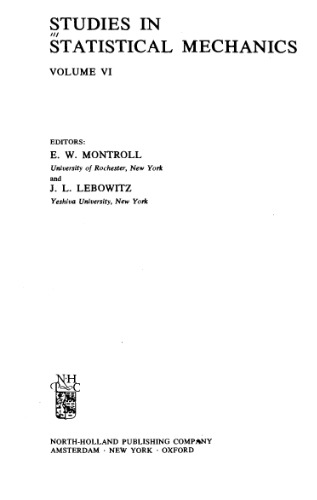 STUDIES IN
STATISTICAL MECHANICS
VOLUME VI
EDITORS:
E. W. MONTROLL
University of Rochester, New York
and
J. L. LEBOWITZ
Yeshiva University, New York
N·H
P C
NORTH-HOLLAND PUBLISHING COMPANY
AMSTERDAM · NEW YORK · OXFORD